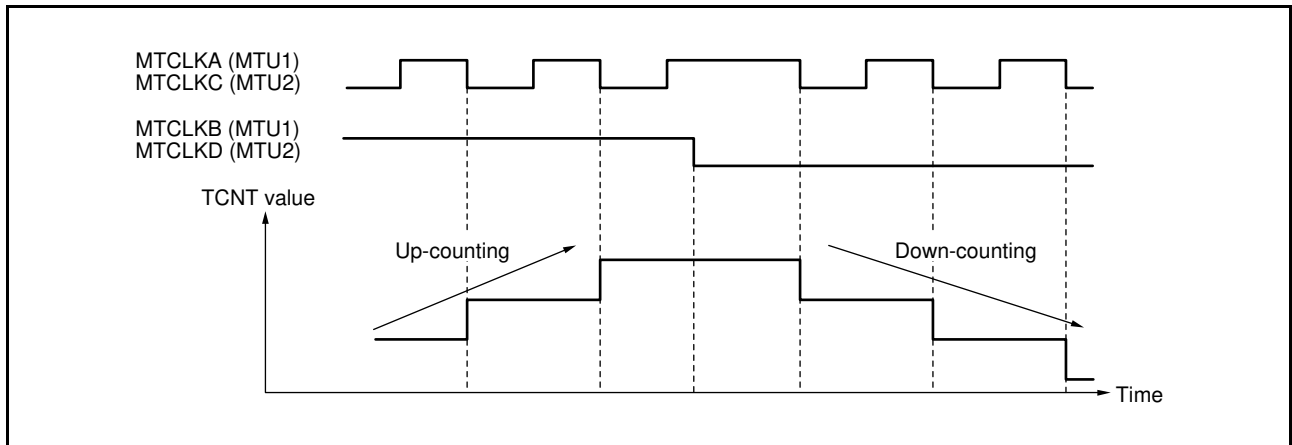 MTCLKA (MTU1)
MTCLKC (MTU2)
MTCLKB (MTU1)
MTCLKD (MTU2)
TCNT value
Up-counting
Down-counting
Time